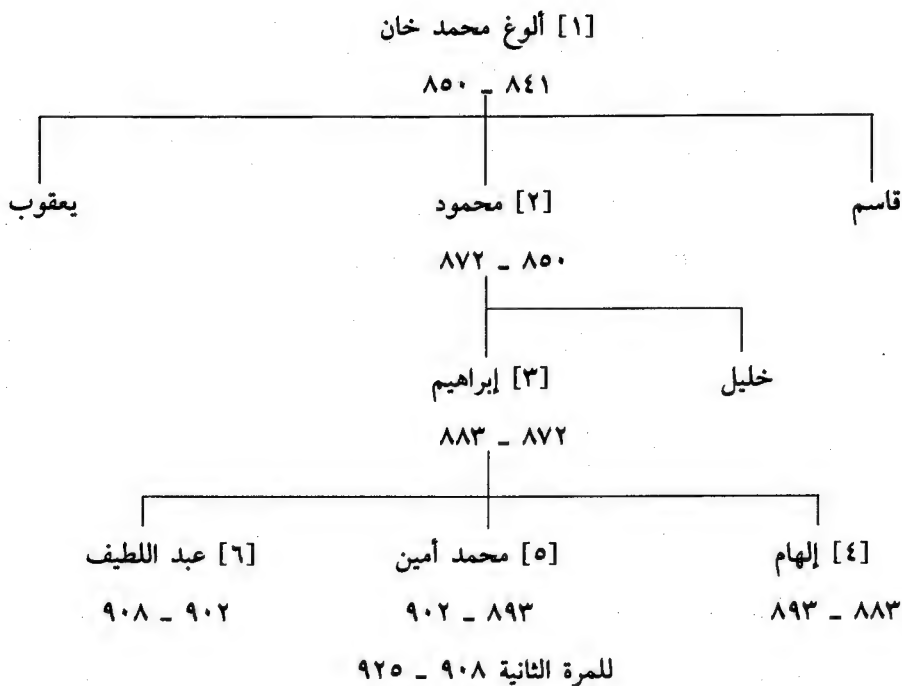 [١] ألوغ محمد خان
٨٤١ ـ ٨٥٠
قاسم [٢] محمود يعقوب
٨٥٠ ـ ٨٧٢
خليل [٣] إبراهيم
٨٧٢ ـ ٨٨٣
[٤] إلهام [٥] محمد أمين [٦] عبد اللطيف
٨٨٣ ـ ٨٩٣ ٨٩٣ ـ ٩٠٢ ٩٠٢ ـ ٩٠٨
للمرة الثانية ٩٠٨ ـ ٩٢٥